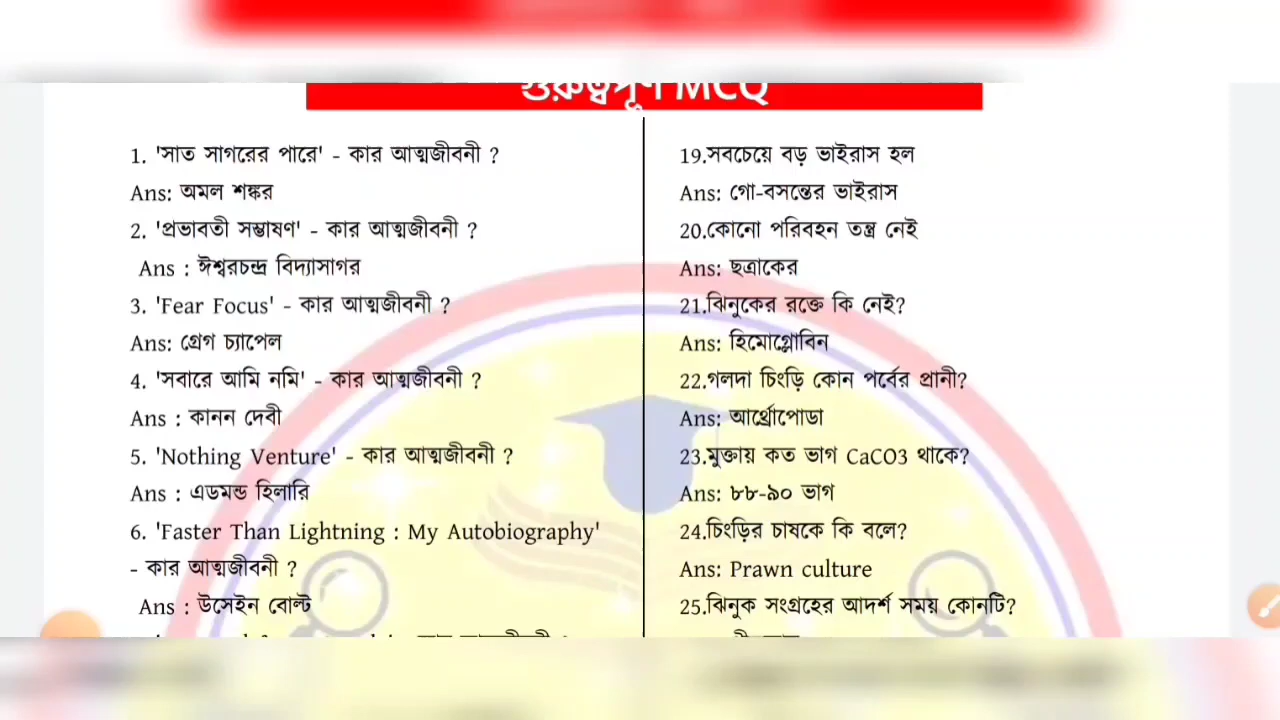 গুরুত্বপূর্ণ MCQ
1. 'সাত সাগরের পারে' - কার আত্মজীবনী ?
Ans: অমল শঙ্কর
2. 'প্রভাবতী সম্ভাষণ' - কার আত্মজীবনী ?
Ans : ঈশ্বরচন্দ্র বিদ্যাসাগর
3. 'Fear Focus' - কার আত্মজীবনী ?
Ans: গ্রেগ চ্যাপেল
4. 'সবারে আমি নমি' - কার আত্মজীবনী ?
Ans : কানন দেবী
5. 'Nothing Venture' - কার আত্মজীবনী ?
Ans : এডমন্ড হিলারি
6. 'Faster Than Lightning : My Autobiography'
- কার আত্মজীবনী ?
Ans : উসেইন বোল্ট
19.সবচেয়ে বড় ভাইরাস হল
Ans: গো-বসন্তের ভাইরাস
20.কোনো পরিবহন তন্ত্র নেই
Ans: ছত্রাকের
21.ঝিনুকের রক্তে কি নেই?
Ans: হিমোগ্লোবিন
22.গলদা চিংড়ি কোন পর্বের প্রানী?
Ans: আর্থ্রোপোডা
23.মুক্তায় কত ভাগ CaCO3 থাকে?
Ans: ৮৮-৯০ ভাগ
24.চিংড়ির চাষকে কি বলে?
Ans: Prawn culture
25.ঝিনুক সংগ্রহের আদর্শ সময় কোনটি?